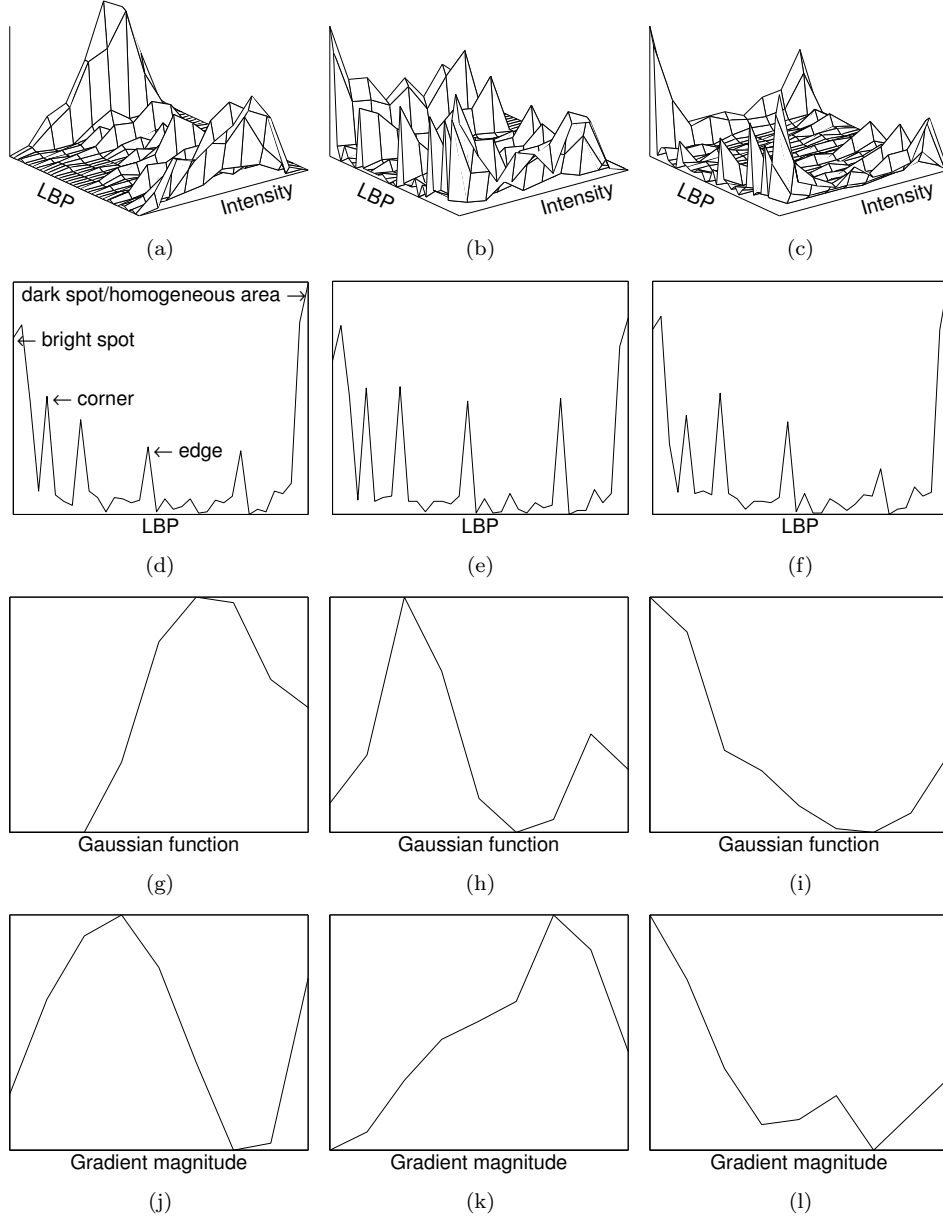 LBP Intensity LBP Intensity LBP Intensity
(a) (b) (c)
dark spot/homogeneous area →
← bright spot
← corner
← edge
LBP LBP LBP
(d) (e) (f)
Gaussian function Gaussian function Gaussian function
(g) (h) (i)
Gradient magnitude Gradient magnitude Gradient magnitude
(j) (k) (l)